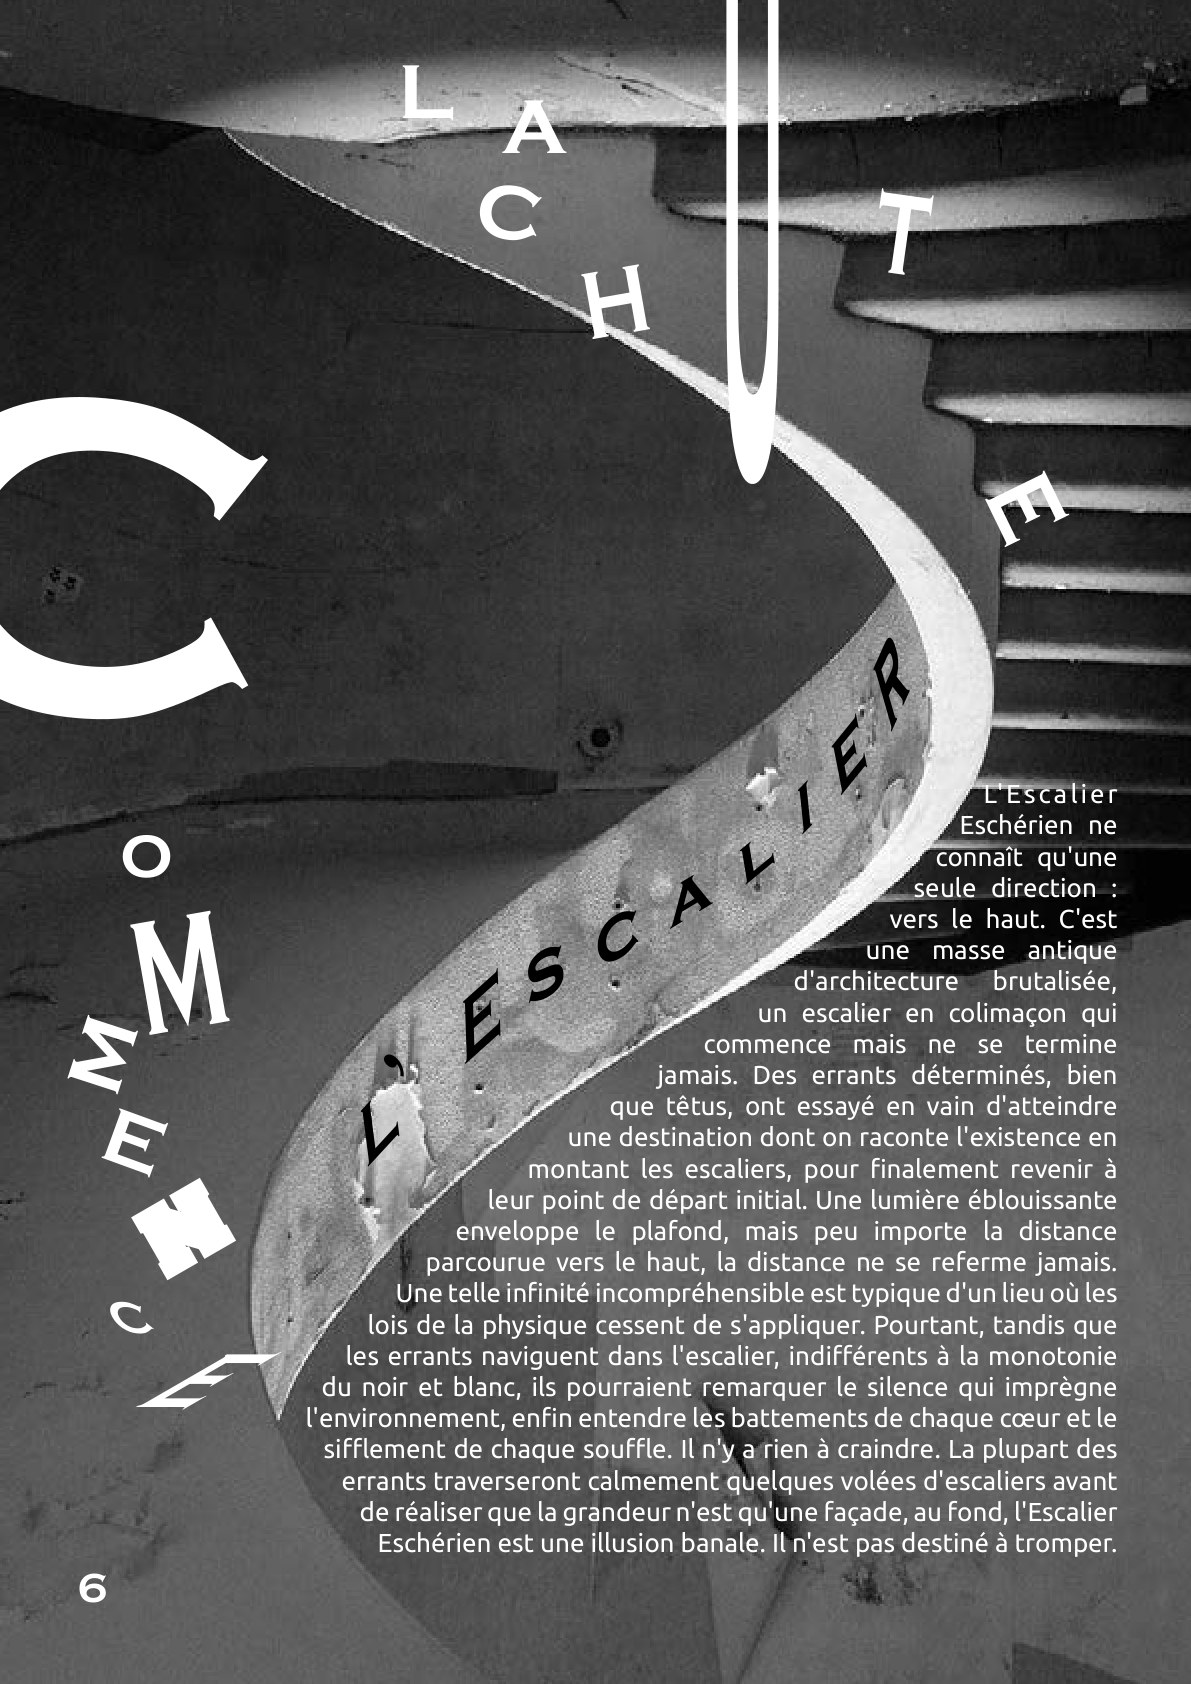 LA CHUTE
COMMENCE
L'ESCALIER
L'Escalier
Eschérien ne
connaît qu'une
seule direction :
vers le haut. C'est
une masse antique
d'architecture brutalisée,
un escalier en colimaçon qui
commence mais ne se termine
jamais. Des errants déterminés, bien
que têtus, ont essayé en vain d'atteindre
une destination dont on raconte l'existence en
montant les escaliers, pour finalement revenir à
leur point de départ initial. Une lumière éblouissante
enveloppe le plafond, mais peu importe la distance
parcourue vers le haut, la distance ne se referme jamais.
Une telle infinité incompréhensible est typique d'un lieu où les
lois de la physique cessent de s'appliquer. Pourtant, tandis que
les errants naviguent dans l'escalier, indifférents à la monotonie
du noir et blanc, ils pourraient remarquer le silence qui imprègne
l'environnement, enfin entendre les battements de chaque cœur et le
sifflement de chaque souffle. Il n'y a rien à craindre. La plupart des
errants traverseront calmement quelques volées d'escaliers avant
de réaliser que la grandeur n'est qu'une façade, au fond, l'Escalier
Eschérien est une illusion banale. Il n'est pas destiné à tromper.
6